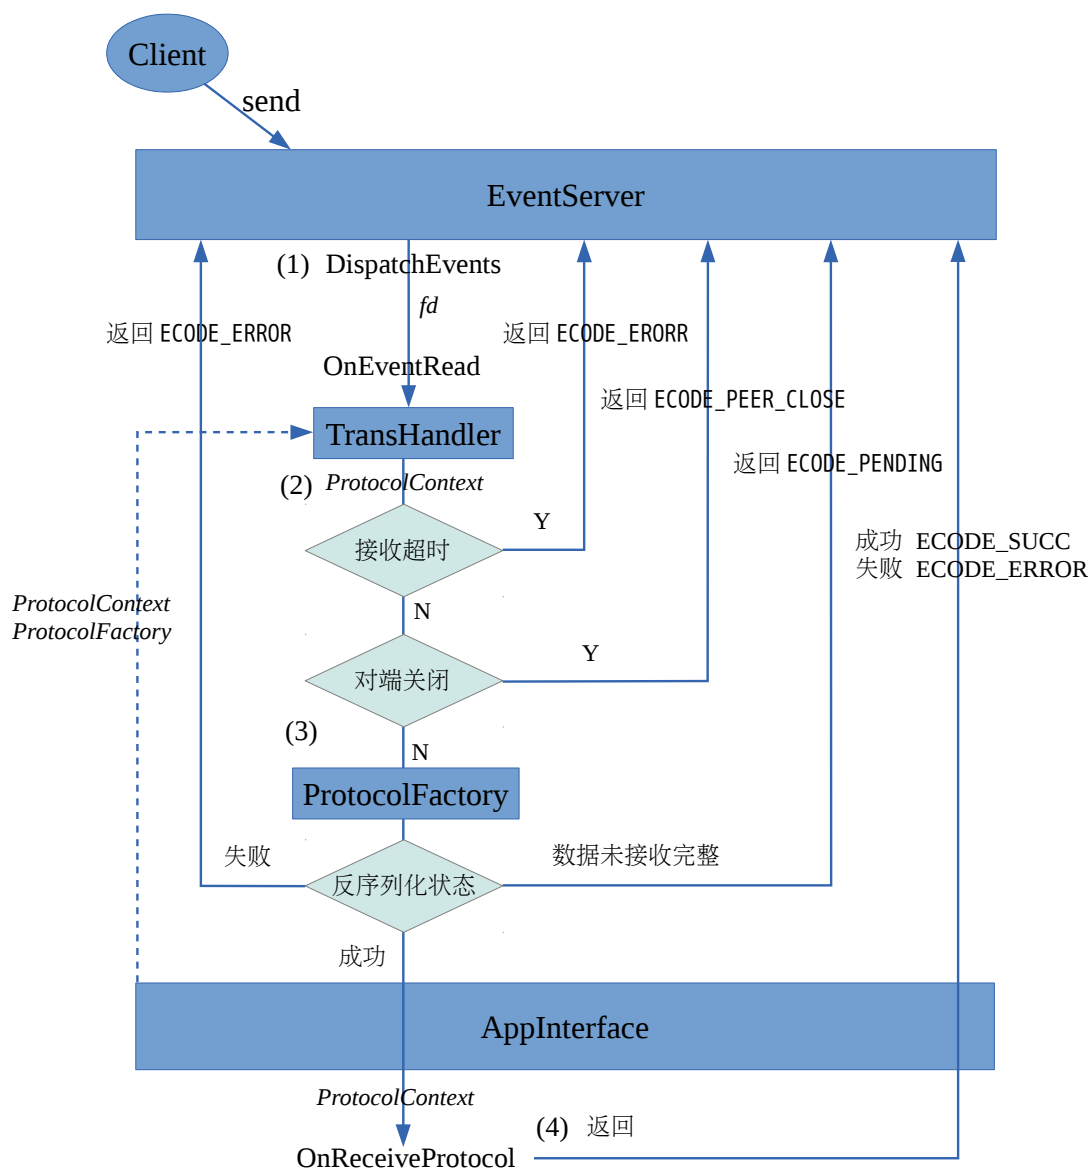 Client
send
EventServer
(1) DispatchEvents
fd
返回 ECODE_ERROR
返回 ECODE_ERORR
OnEventRead
返回 ECODE_PEER_CLOSE
TransHandler
返回 ECODE_PENDING
(2) ProtocolContext
Y
接收超时
成功 ECODE_SUCC
失败 ECODE_ERROR
ProtocolContext
ProtocolFactory
N
Y
对端关闭
(3)
N
ProtocolFactory
失败
数据未接收完整
反序列化状态
成功
AppInterface
ProtocolContext
(4) 返回
OnReceiveProtocol